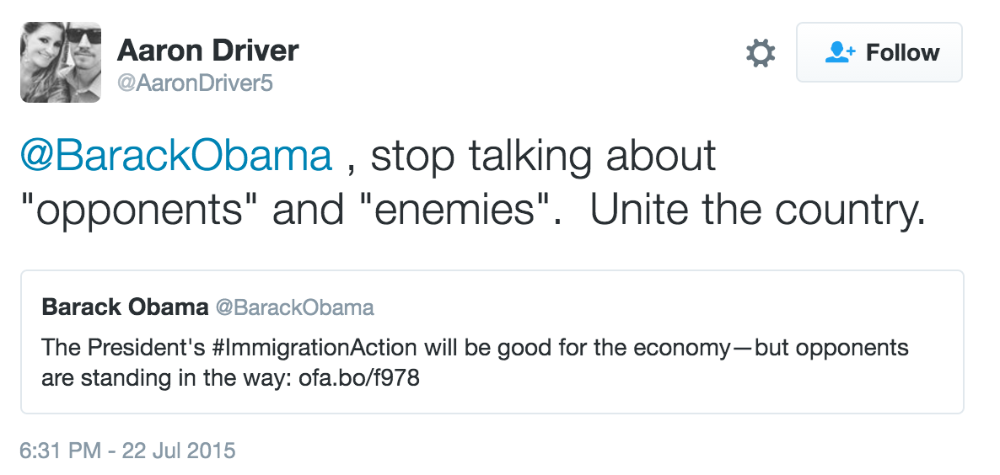 Aaron Driver
@AaronDriver5
Follow
@BarackObama , stop talking about
"opponents" and "enemies".  Unite the country.
Barack Obama @BarackObama
The President's #ImmigrationAction will be good for the economy—but opponents
are standing in the way: ofa.bo/f978
6:31 PM - 22 Jul 2015